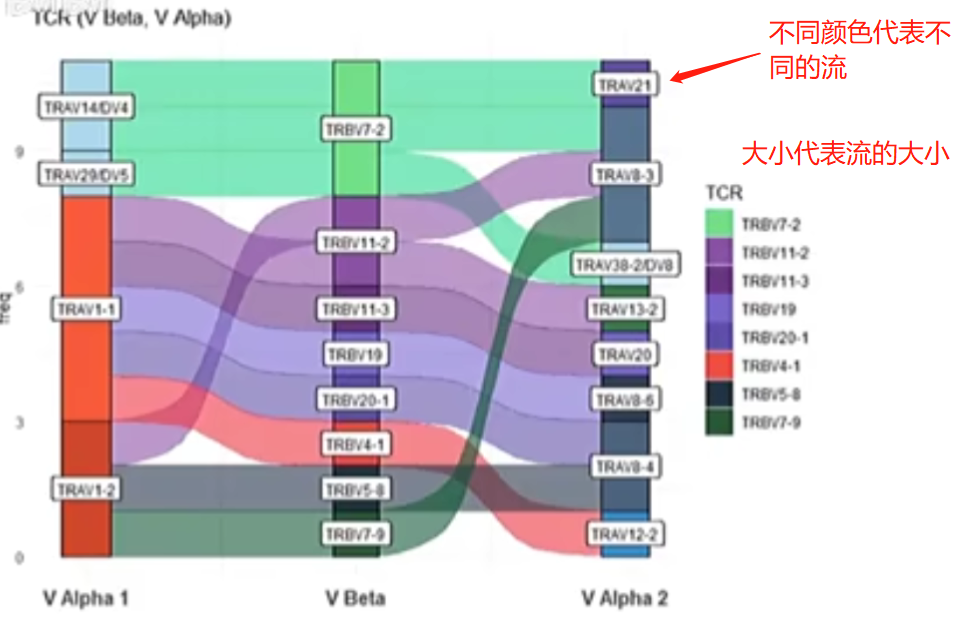 TCR (V Beta, V Alpha)
不同颜色代表不
同的流
大小代表流的大小
TRAV14/DV4
TRAV29/DV5
TRAV1-1
TRAV1-2
TRBV7-2
TRBV11-2
TRBV11-3
TRBV19
TRBV20-1
TRBV4-1
TRBV5-8
TRBV7-9
TRAV21
TRAV8-3
TRAV38-2/DV8
TRAV13-2
TRAV20
TRAV8-6
TRAV8-4
TRAV12-2
9
6
3
0
freq
V Alpha 1
V Beta
V Alpha 2
TCR
TRBV7-2
TRBV11-2
TRBV11-3
TRBV19
TRBV20-1
TRBV4-1
TRBV5-8
TRBV7-9